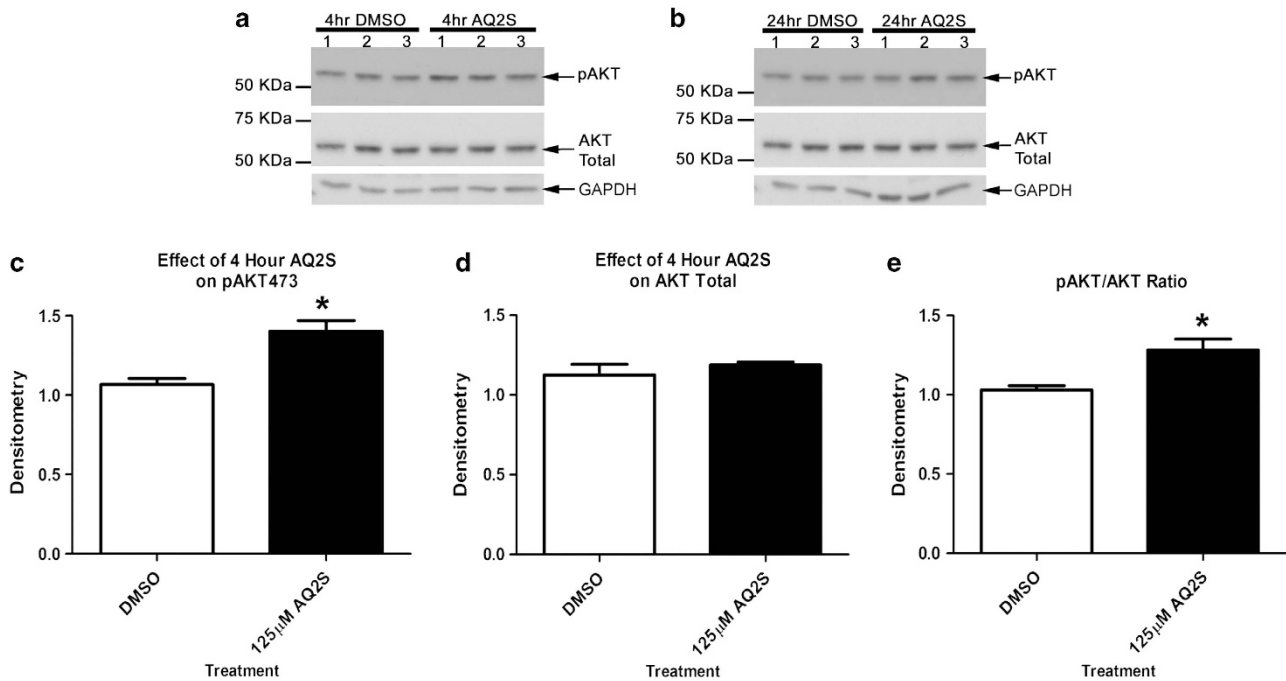 a
4hr DMSO 4hr AQ2S
1 2 3 1 2 3
50 KDa
pAKT
75 KDa
50 KDa
AKT
Total
GAPDH
b
24hr DMSO 24hr AQ2S
1 2 3 1 2 3
50 KDa
pAKT
75 KDa
50 KDa
AKT
Total
GAPDH
c
Effect of 4 Hour AQ2S
on pAKT473
Densitometry
1.5
1.0
0.5
0.0
*
DMSO
125µM AQ2S
Treatment
d
Effect of 4 Hour AQ2S
on AKT Total
Densitometry
1.5
1.0
0.5
0.0
DMSO
125µM AQ2S
Treatment
e
pAKT/AKT Ratio
Densitometry
1.5
1.0
0.5
0.0
*
DMSO
125µM AQ2S
Treatment